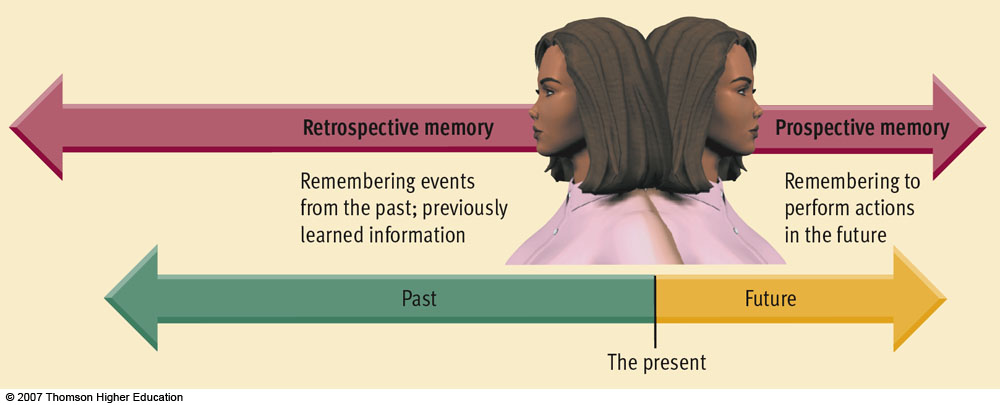 Retrospective memory
Prospective memory
Remembering events
from the past; previously
learned information
Remembering to
perform actions
in the future
Past
Future
The present
© 2007 Thomson Higher Education